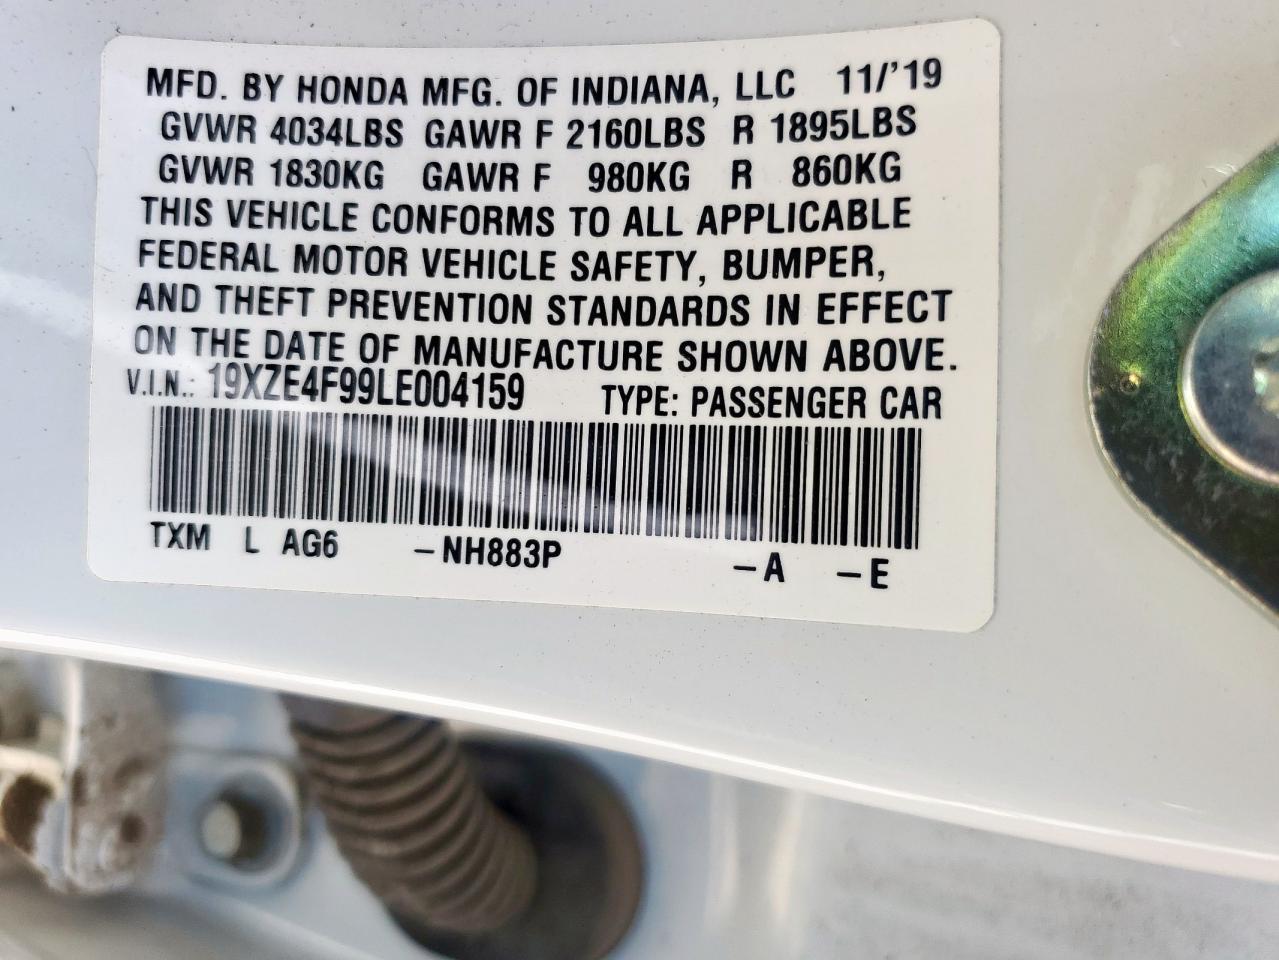 MFD. BY HONDA MFG. OF INDIANA, LLC 11/'19
GVWR 4034LBS GAWR F 2160LBS R 1895LBS
GVWR 1830KG GAWR F 980KG R 860KG
THIS VEHICLE CONFORMS TO ALL APPLICABLE
FEDERAL MOTOR VEHICLE SAFETY, BUMPER,
AND THEFT PREVENTION STANDARDS IN EFFECT
ON THE DATE OF MANUFACTURE SHOWN ABOVE.
V.I.N.: 19XZE4F99LE004159 TYPE: PASSENGER CAR
TXM L AG6 -NH883P -A -E